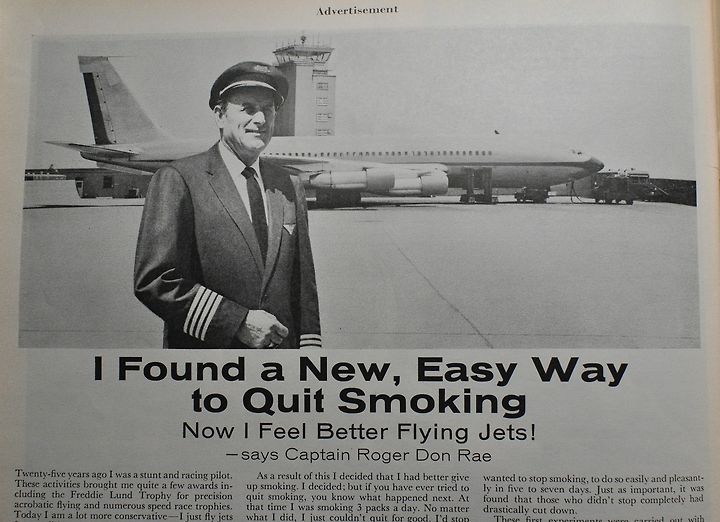 Advertisement
I Found a New, Easy Way
to Quit Smoking
Now I Feel Better Flying Jets!
—says Captain Roger Don Rae
Twenty-five years ago I was a stunt and racing pilot.
These activities brought me quite a few awards in-
cluding the Freddie Lund Trophy for precision
acrobatic flying and numerous speed race trophies.
Today I am a lot more conservative—I just fly jets
As a result of this I decided that I had better give
up smoking. I decided; but if you have ever tried to
quit smoking, you know what happened next. At
that time I was smoking 3 packs a day. No matter
what I did, I just couldn't quit for good. I'd stop
wanted to stop smoking, to do so easily and pleasant-
ly in five to seven days. Just as important, it was
found that those who didn't stop completely had
drastically cut down.
These first experiments were carried out with